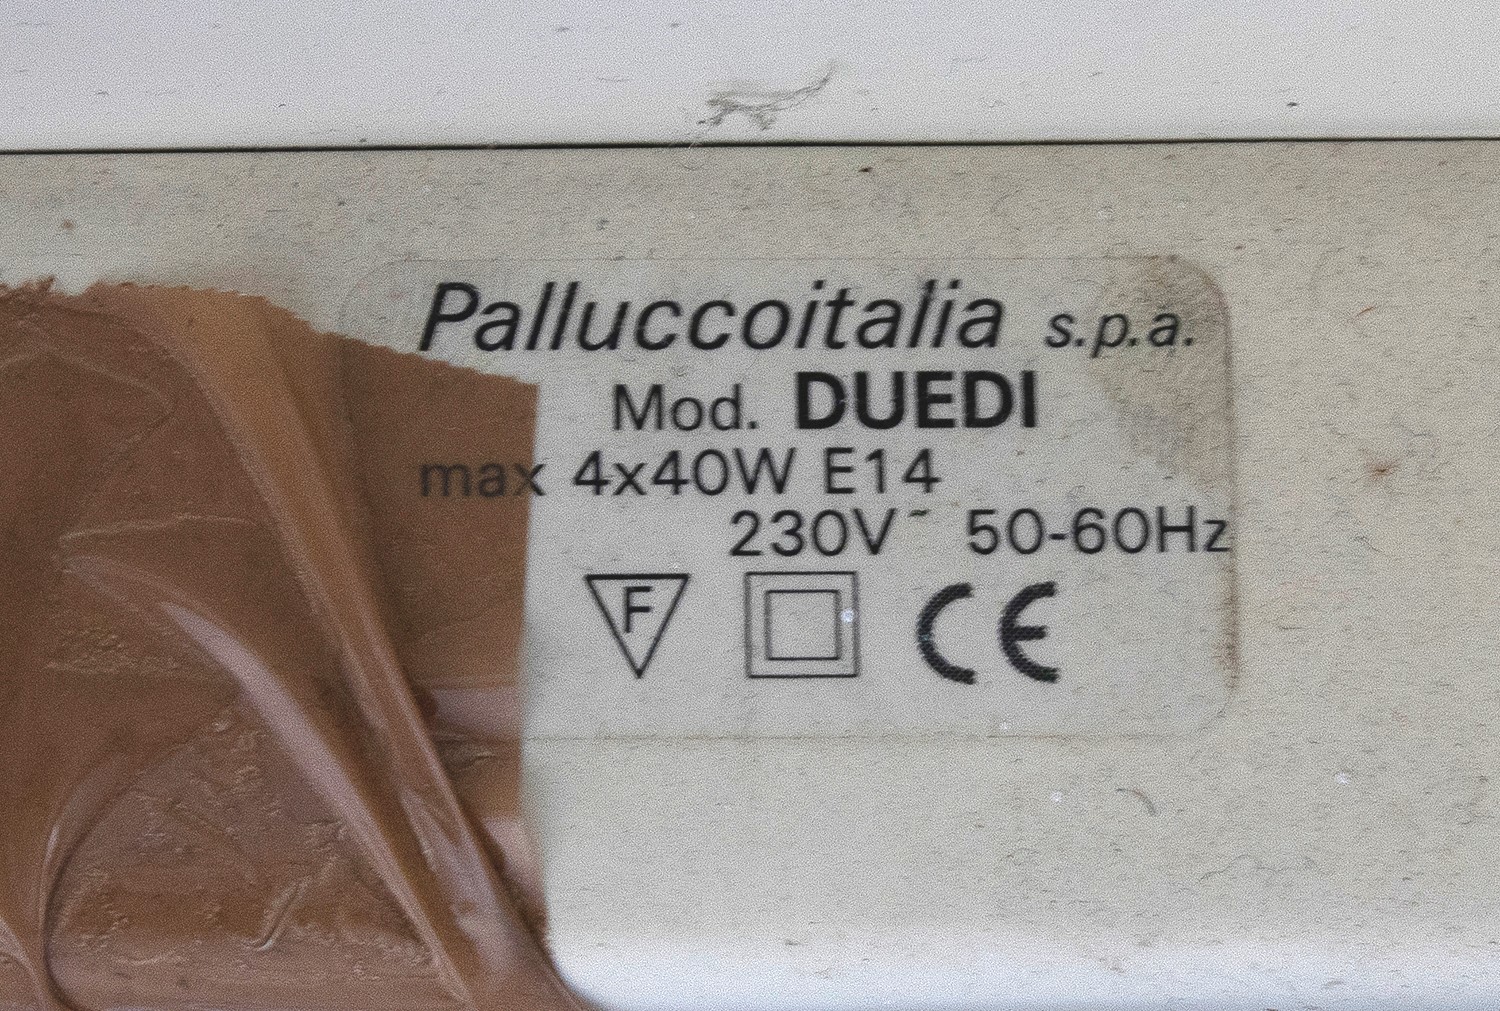 Palluccoitalia s.p.a.
Mod. DUEDI
max 4x40W E14
230V~ 50-60Hz
F CE